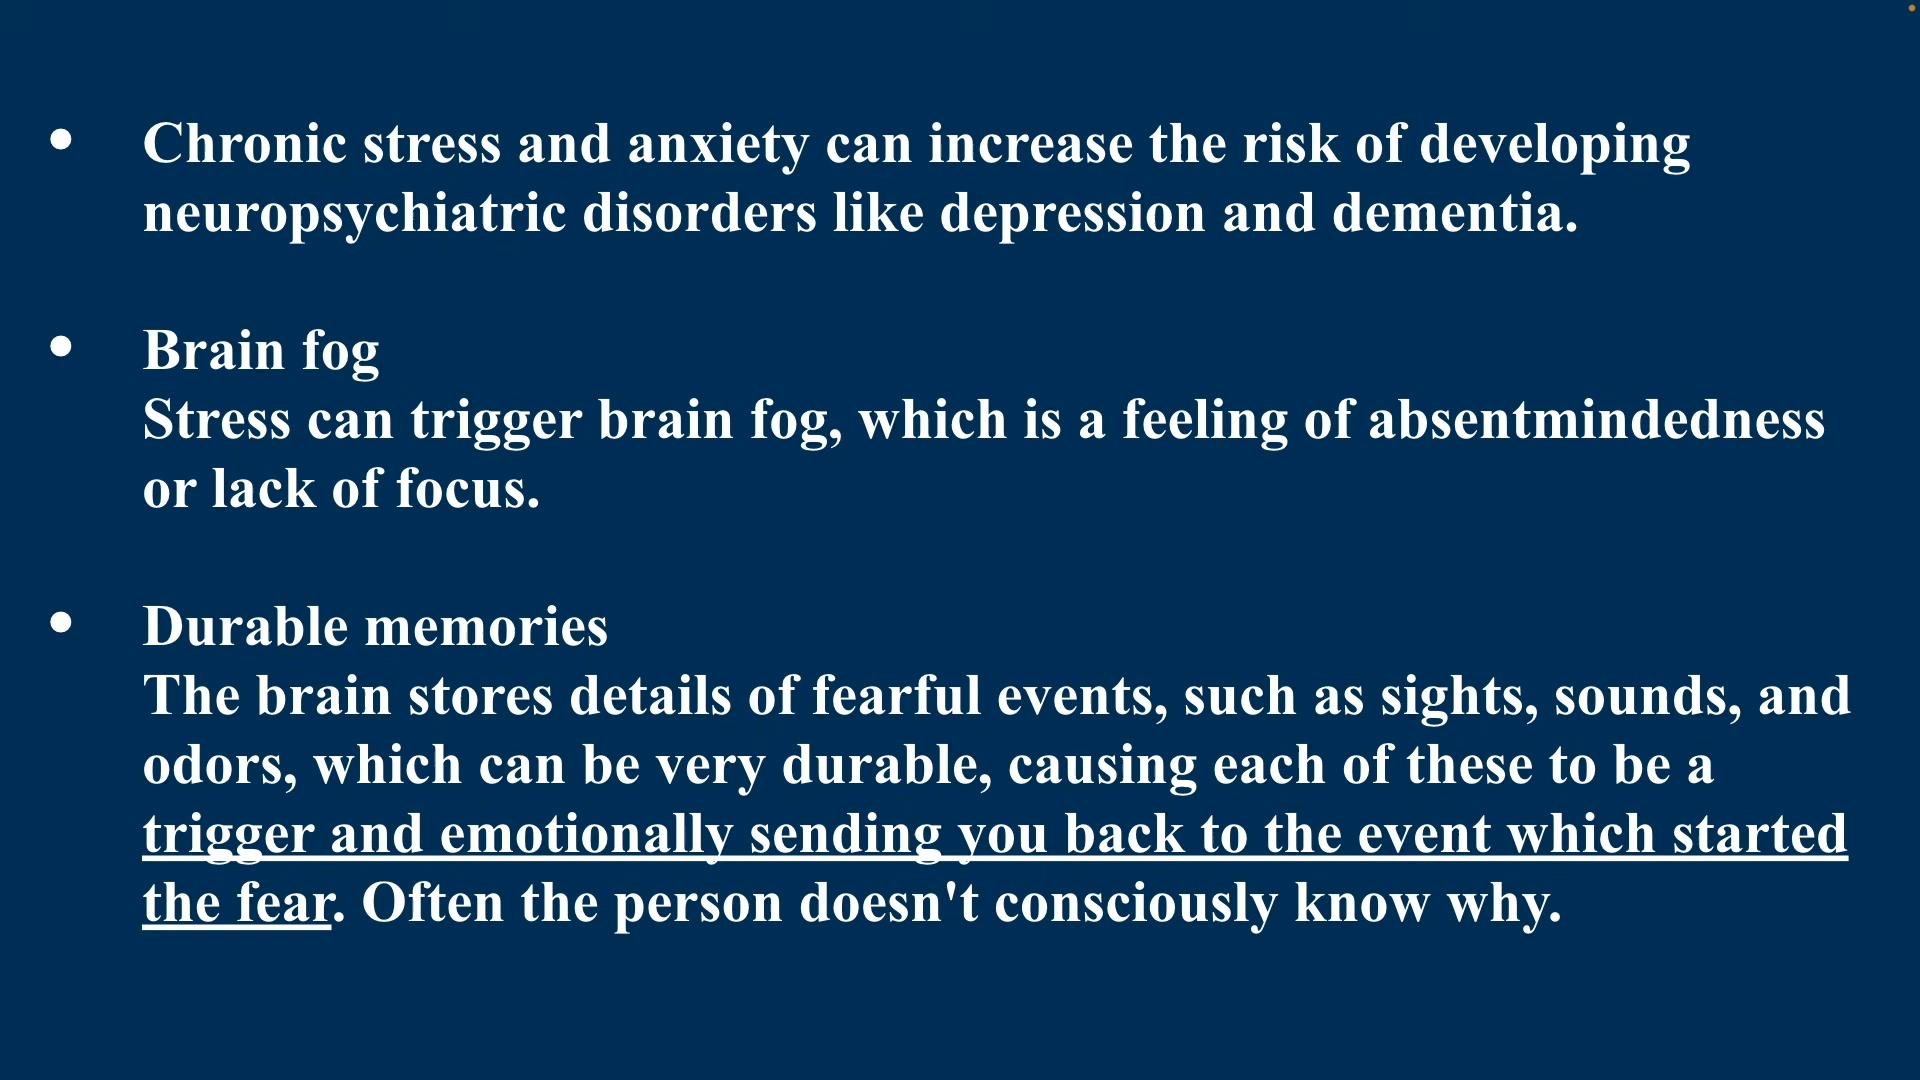 • Chronic stress and anxiety can increase the risk of developing
neuropsychiatric disorders like depression and dementia.
• Brain fog
Stress can trigger brain fog, which is a feeling of absentmindedness
or lack of focus.
• Durable memories
The brain stores details of fearful events, such as sights, sounds, and
odors, which can be very durable, causing each of these to be a
trigger and emotionally sending you back to the event which started
the fear. Often the person doesn't consciously know why.